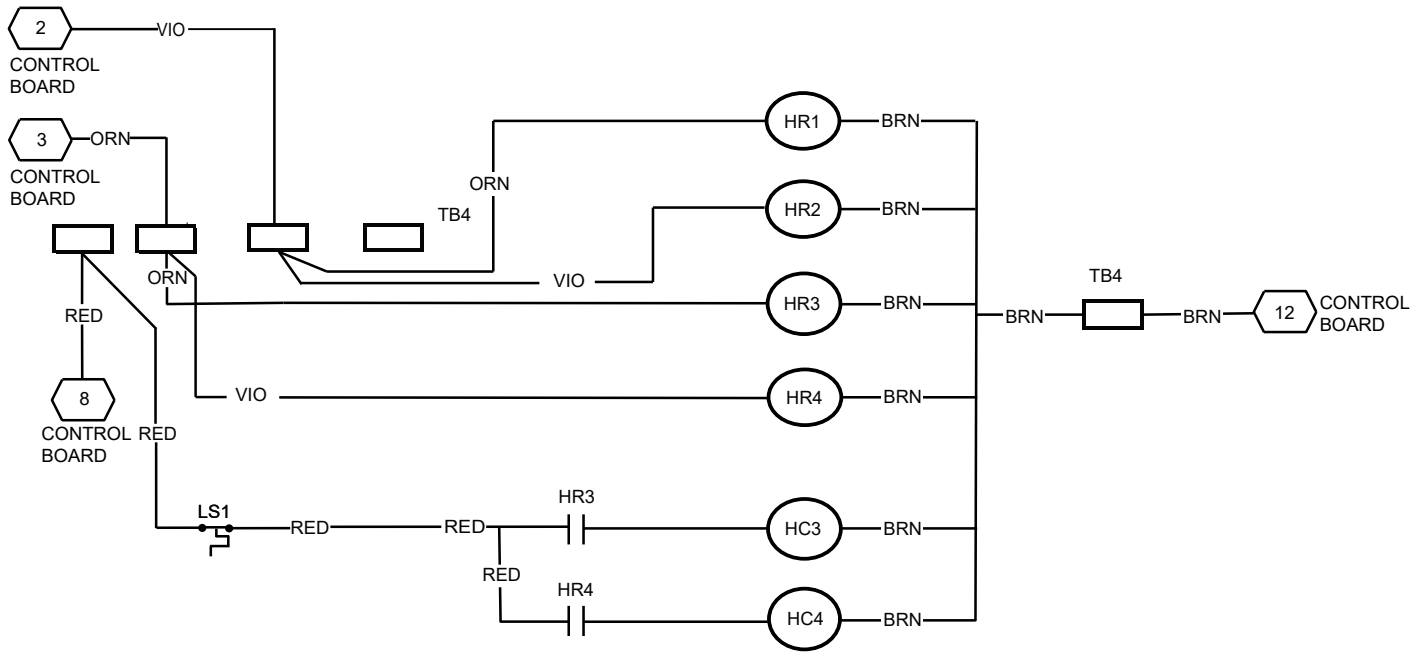 2
VIO
CONTROL
BOARD
3
ORN
CONTROL
BOARD
HR1
BRN
ORN
TB4
HR2
BRN
ORN
VIO
TB4
RED
HR3
BRN
BRN
BRN
12
CONTROL
BOARD
8
VIO
HR4
BRN
CONTROL
BOARD
RED
LS1
HR3
RED
RED
HC3
BRN
RED
HR4
HC4
BRN